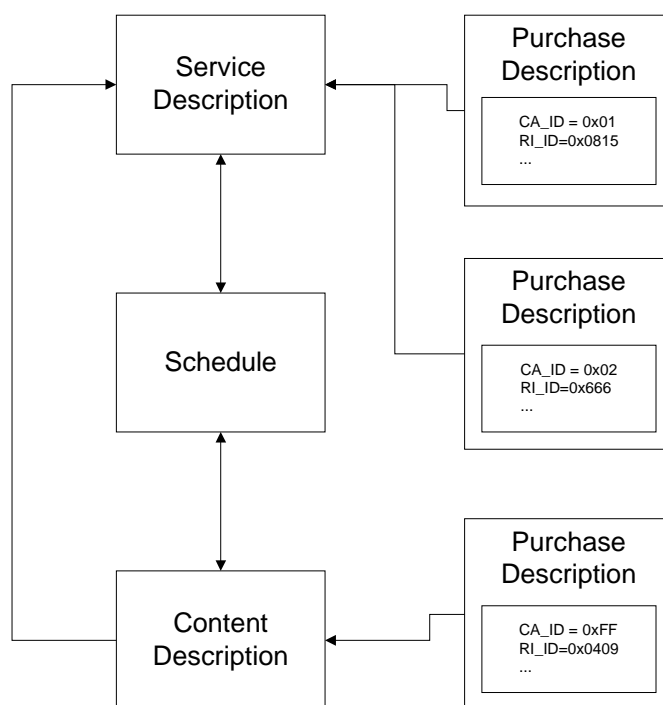 Service
Description
Purchase
Description
CA_ID = 0x01
RI_ID=0x0815
...
Purchase
Description
CA_ID = 0x02
RI_ID=0x666
...
Schedule
Purchase
Description
CA_ID = 0xFF
RI_ID=0x0409
...
Content
Description